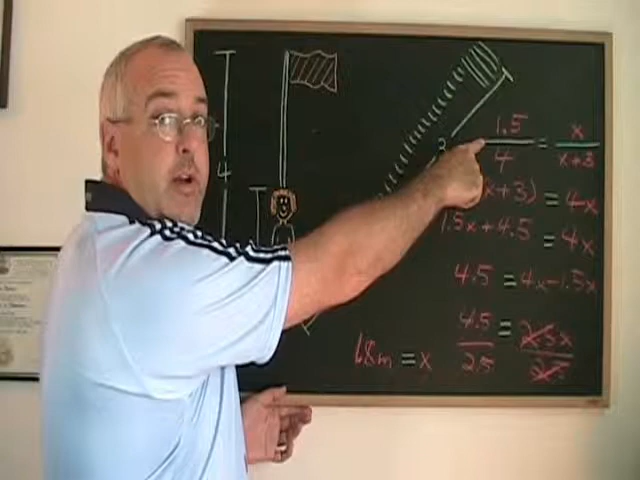 4
3
1.5 = x
4 x+3
x+3) = 4x
1.5x + 4.5 = 4x
4.5 = 4x-1.5x
4.5 = 2.5x
2.5 2.5
1.8m = x